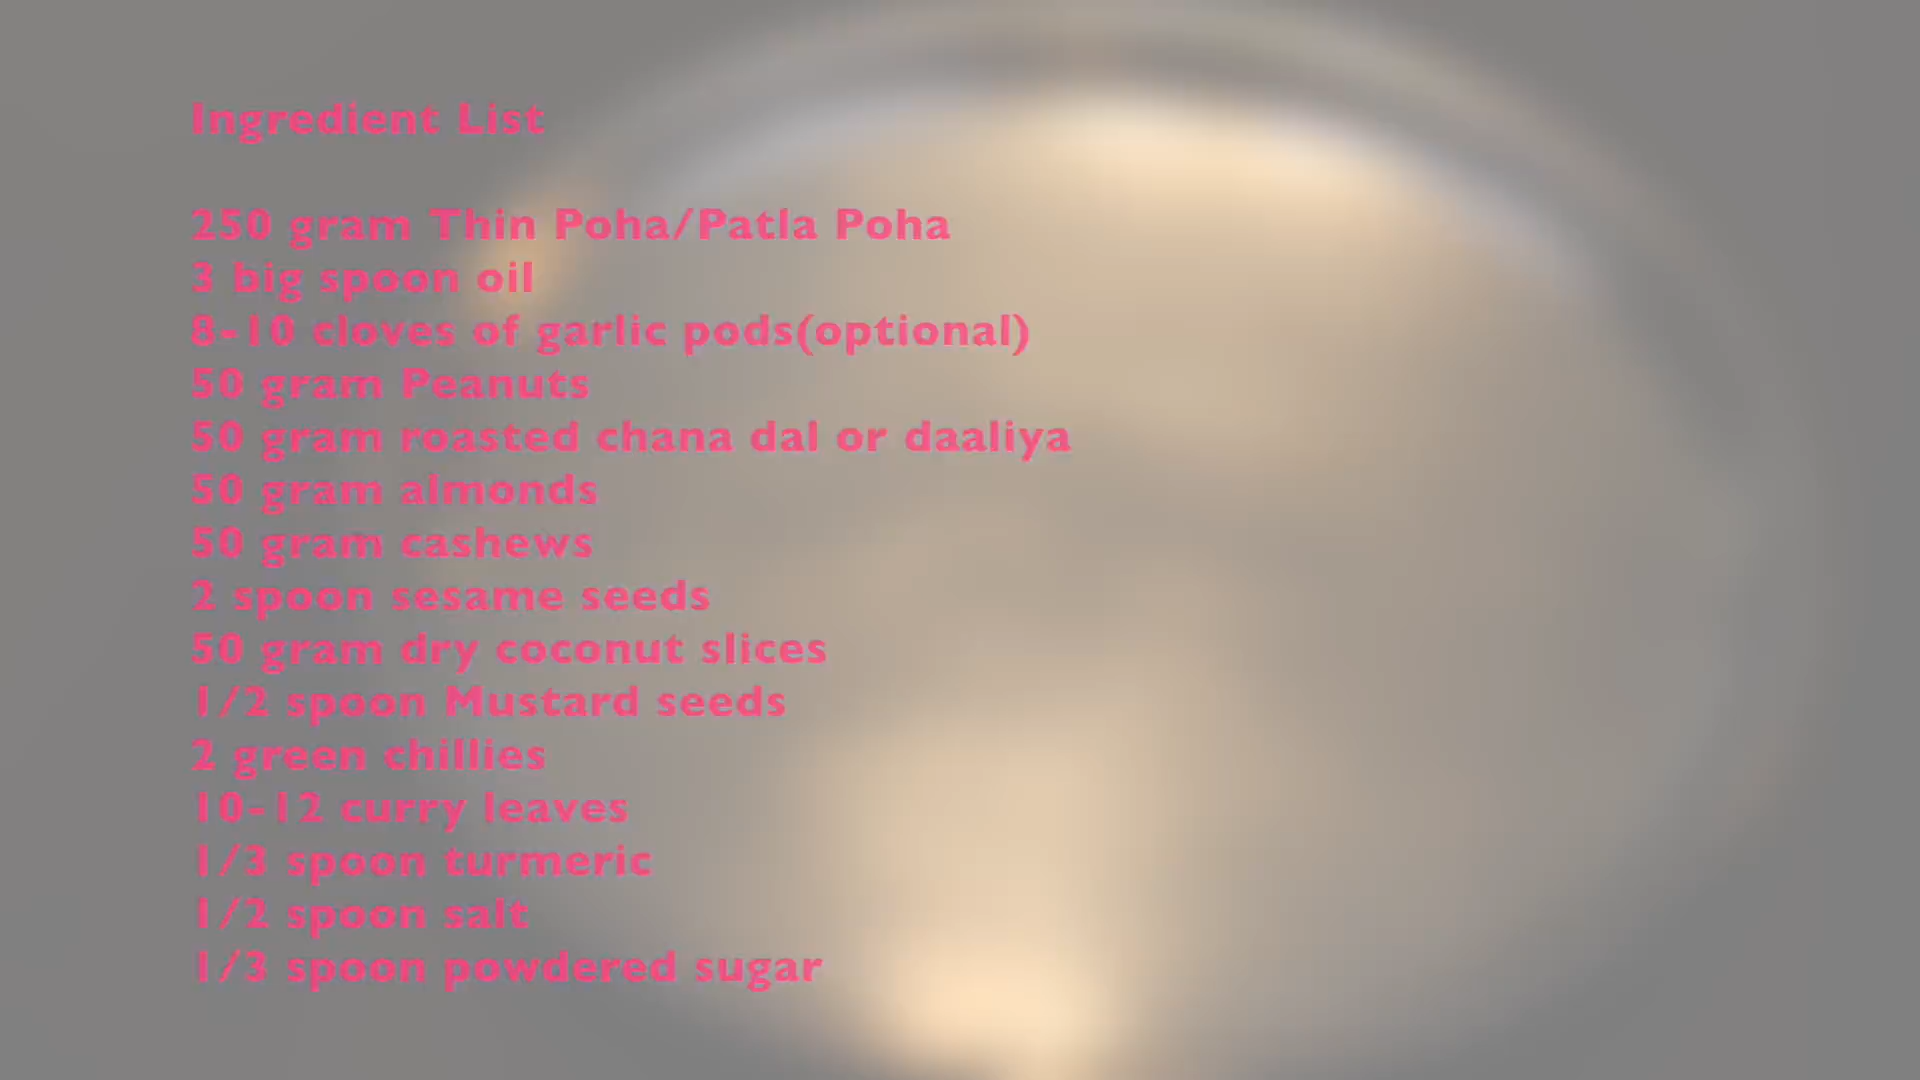 Ingredient List
250 gram Thin Poha/Patla Poha
3 big spoon oil
8-10 cloves of garlic pods(optional)
50 gram Peanuts
50 gram roasted chana dal or daaliya
50 gram almonds
50 gram cashews
2 spoon sesame seeds
50 gram dry coconut slices
1/2 spoon Mustard seeds
2 green chillies
10-12 curry leaves
1/3 spoon turmeric
1/2 spoon salt
1/3 spoon powdered sugar